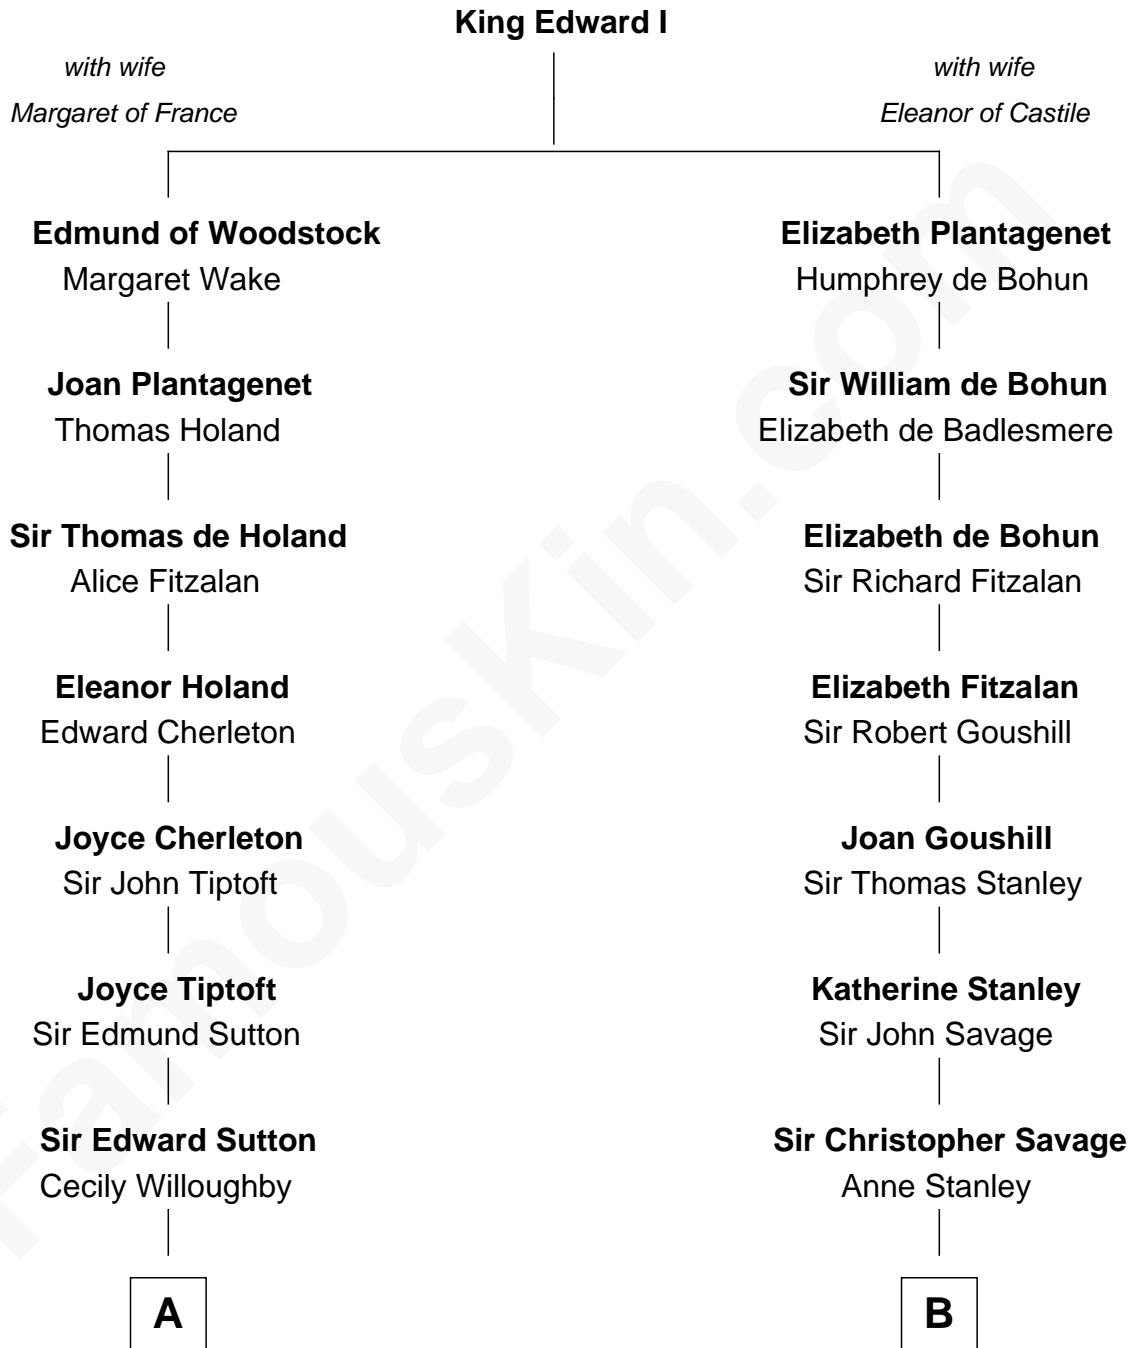 King Edward I
with wife
Margaret of France
with wife
Eleanor of Castile
Edmund of Woodstock
Margaret Wake
Elizabeth Plantagenet
Humphrey de Bohun
Joan Plantagenet
Thomas Holand
Sir William de Bohun
Elizabeth de Badlesmere
Sir Thomas de Holand
Alice Fitzalan
Elizabeth de Bohun
Sir Richard Fitzalan
Eleanor Holand
Edward Cherleton
Elizabeth Fitzalan
Sir Robert Goushill
Joyce Cherleton
Sir John Tiptoft
Joan Goushill
Sir Thomas Stanley
Joyce Tiptoft
Sir Edmund Sutton
Katherine Stanley
Sir John Savage
Sir Edward Sutton
Cecily Willoughby
Sir Christopher Savage
Anne Stanley
A
B
FamousKin.com